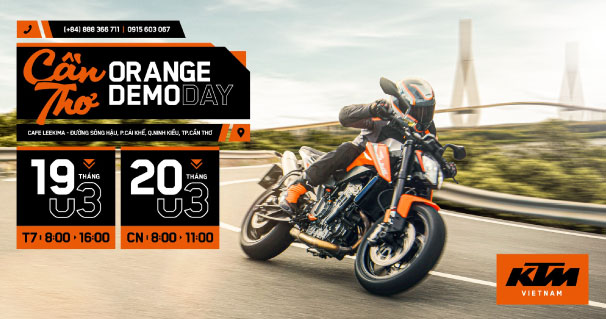 (+84) 888 366 711 | 0915 603 067
Cần Thơ
ORANGE
DEMODAY
CAFE LEEKIMA - ĐƯỜNG SÔNG HẬU, P.CÁI KHẾ, Q.NINH KIỀU, TP.CẦN THƠ
19 THÁNG 03
T7 : 8:00 - 16:00
20 THÁNG 03
CN : 8:00 - 11:00
KTM
VIETNAM